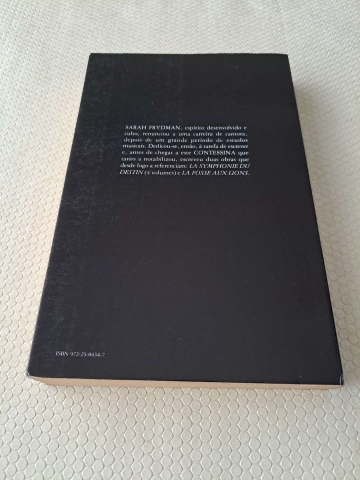 SARAH FRYDMAN, espírito desenvolvido e
culto, renunciou a uma carreira de cantora,
depois de um grande período de estudos
musicais. Dedicou-se, então, à tarefa de escrever
e, antes de chegar a este CONTESSINA que
tanto a notabilizou, escreveu duas obras que
desde logo a referenciam: LA SYMPHONIE DU
DESTIN (4 volumes) e LA FOSSE AUX LIONS.
ISBN 972-25-0434-7